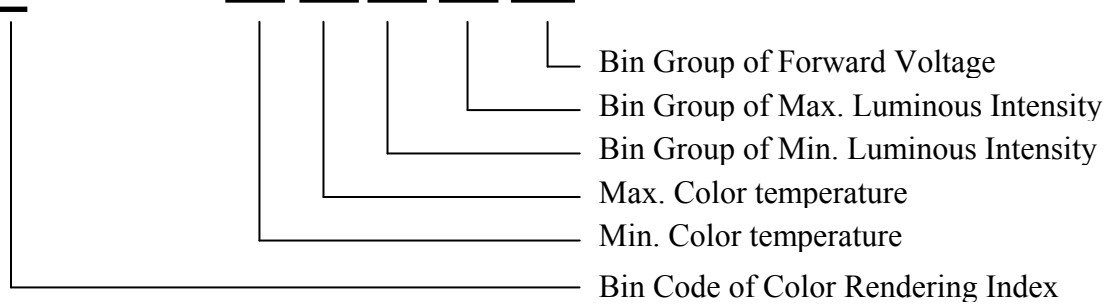 Bin Group of Forward Voltage
Bin Group of Max. Luminous Intensity
Bin Group of Min. Luminous Intensity
Max. Color temperature
Min. Color temperature
Bin Code of Color Rendering Index